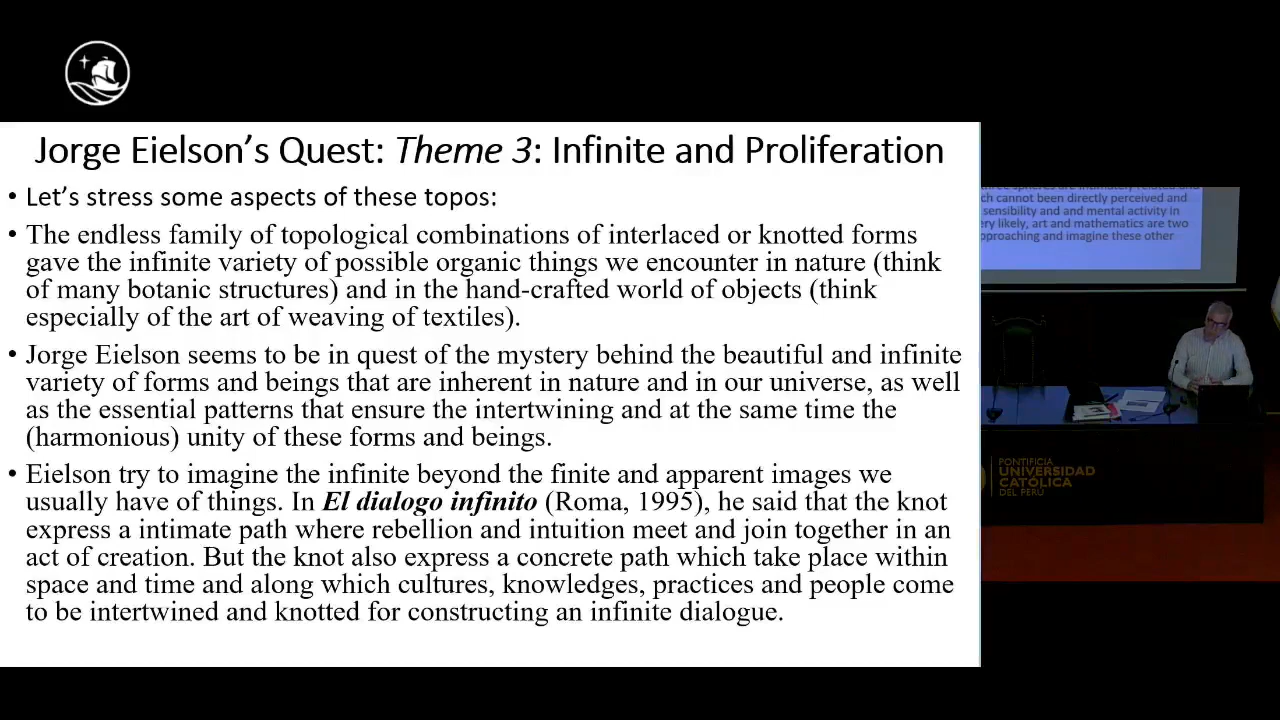 Jorge Eielson's Quest: Theme 3: Infinite and Proliferation
• Let's stress some aspects of these topos:
• The endless family of topological combinations of interlaced or knotted forms
gave the infinite variety of possible organic things we encounter in nature (think
of many botanic structures) and in the hand-crafted world of objects (think
especially of the art of weaving of textiles).
• Jorge Eielson seems to be in quest of the mystery behind the beautiful and infinite
variety of forms and beings that are inherent in nature and in our universe, as well
as the essential patterns that ensure the intertwining and at the same time the
(harmonious) unity of these forms and beings.
• Eielson try to imagine the infinite beyond the finite and apparent images we
usually have of things. In El dialogo infinito (Roma, 1995), he said that the knot
express a intimate path where rebellion and intuition meet and join together in an
act of creation. But the knot also express a concrete path which take place within
space and time and along which cultures, knowledges, practices and people come
to be intertwined and knotted for constructing an infinite dialogue.
spheres are intimately related and
cannot been directly perceived and
sensibility and and mental activity in
likely, art and mathematics are two
approaching and imagine these other
PONTIFICIA
UNIVERSIDAD
CATÓLICA
DEL PERÚ